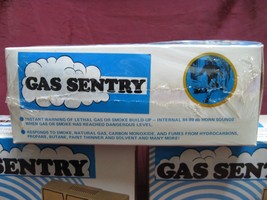 GAS SENTRY
• INSTANT WARNING OF LETHAL GAS OR SMOKE BUILD UP – INTERNAL HORN SOUNDS
WHEN GAS OR SMOKE HAS REACHED DANGEROUS LEVEL.
• RESPONDS TO SMOKE, NATURAL GAS, CARBON MONOXIDE, AND FUMES FROM HYDROCARBONS,
PROPANE, BUTANE, PAINT THINNER AND SOLVENT AND MANY MORE!
GAS SENTRY
GAS SENTRY